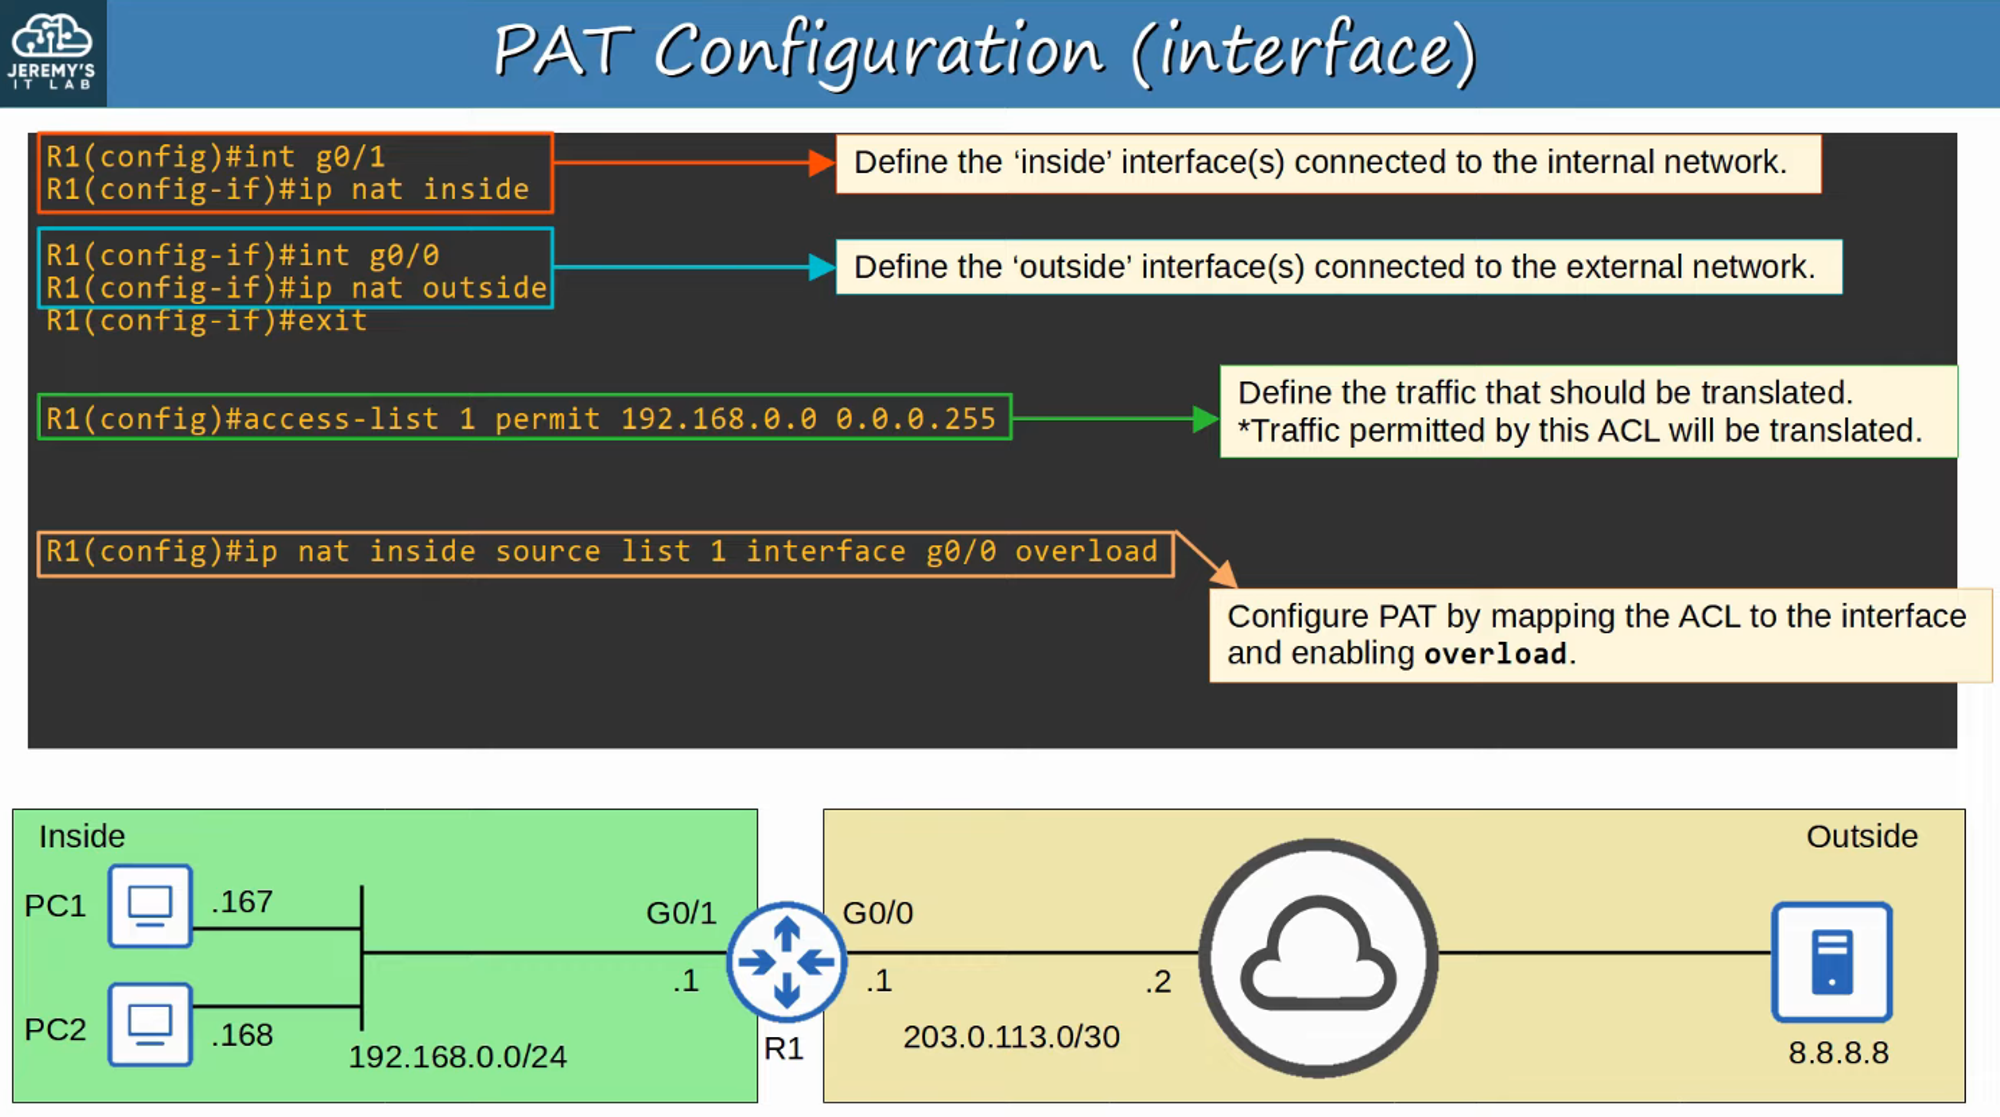 JEREMY'S
IT LAB
PAT Configuration (interface)
R1(config)#int g0/1
R1(config-if)#ip nat inside
Define the ‘inside’ interface(s) connected to the internal network.
R1(config-if)#int g0/0
R1(config-if)#ip nat outside
R1(config-if)#exit
Define the ‘outside’ interface(s) connected to the external network.
R1(config)#access-list 1 permit 192.168.0.0 0.0.0.255
Define the traffic that should be translated.
*Traffic permitted by this ACL will be translated.
R1(config)#ip nat inside source list 1 interface g0/0 overload
Configure PAT by mapping the ACL to the interface
and enabling overload.
Inside
PC1
.167
PC2
.168
192.168.0.0/24
G0/1
.1
R1
G0/0
.1
.2
203.0.113.0/30
Outside
8.8.8.8